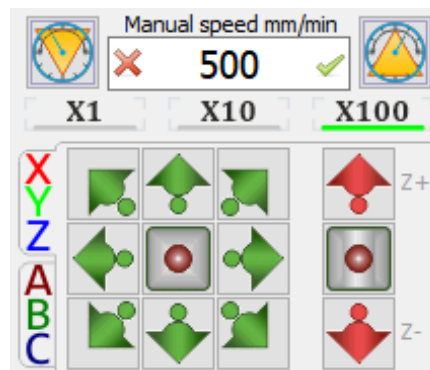 Manual speed mm/min
500
X1 X10 X100
X
Y
Z
Z+
A
B
C
Z-